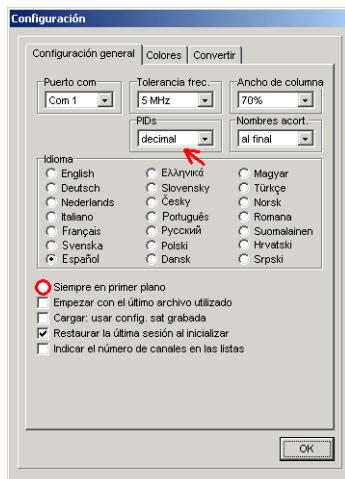 Configuración
Configuración general Colores Convertir
Puerto com Tolerancia frec. Ancho de columna
Com 1 5 MHz 70%
PIDs Nombres acort.
decimal al final
Idioma
English Ελληνικά Magyar
Deutsch Slovensky Türkçe
Nederlands Česky Norsk
Italiano Português Romana
Français Русский Suomalainen
Svenska Polski Hrvatski
Español Dansk Srpski
Siempre en primer plano
Empezar con el último archivo utilizado
Cargar: usar config. sat grabada
Restaurar la última sesión al inicializar
Indicar el número de canales en las listas
OK